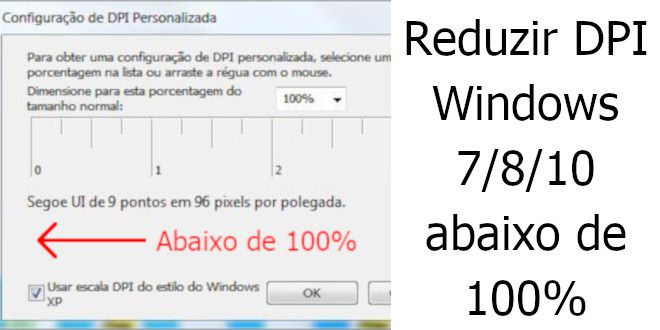 Configuração de DPI Personalizada
Para obter uma configuração de DPI personalizada, selecione um
porcentagem na lista ou arraste a régua com o mouse.
Dimensione para esta porcentagem do
tamanho normal:
100%
0 1 2
Segoe UI de 9 pontos em 96 pixels por polegada.
Abaixo de 100%
Usar escala DPI do estilo do Windows
XP
OK
Reduzir DPI
Windows
7/8/10
abaixo de
100%